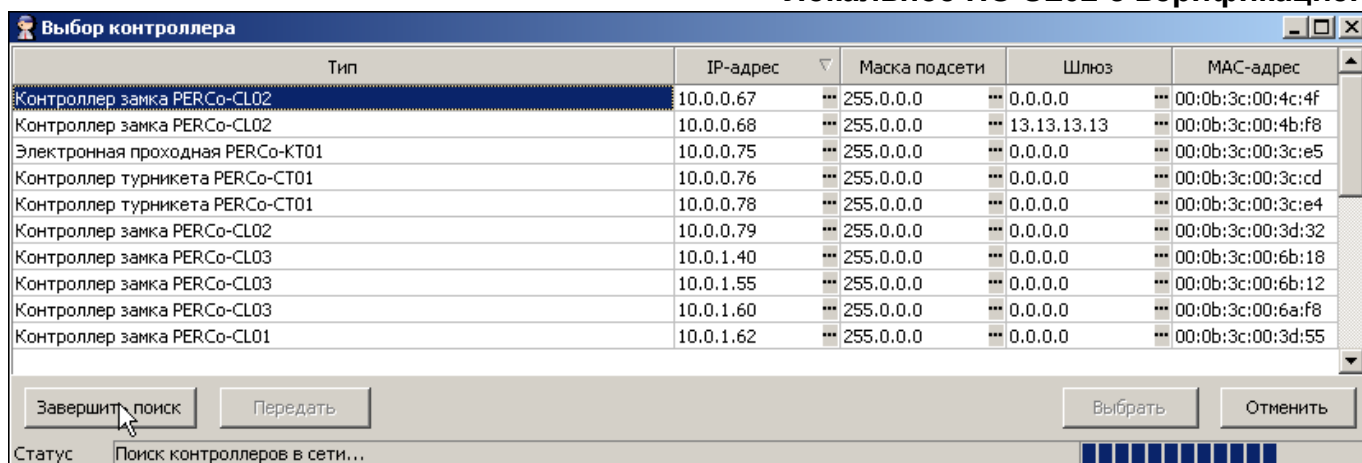 Выбор контроллера
Тип IP-адрес Маска подсети Шлюз MAC-адрес
Контроллер замка PERCo-CL02 10.0.0.67 ... 255.0.0.0 ... 0.0.0.0 ... 00:0b:3c:00:4c:4f
Контроллер замка PERCo-CL02 10.0.0.68 ... 255.0.0.0 ... 13.13.13.13 ... 00:0b:3c:00:4b:f8
Электронная проходная PERCo-KT01 10.0.0.75 ... 255.0.0.0 ... 0.0.0.0 ... 00:0b:3c:00:3c:e5
Контроллер турникета PERCo-CT01 10.0.0.76 ... 255.0.0.0 ... 0.0.0.0 ... 00:0b:3c:00:3c:cd
Контроллер турникета PERCo-CT01 10.0.0.78 ... 255.0.0.0 ... 0.0.0.0 ... 00:0b:3c:00:3c:e4
Контроллер замка PERCo-CL02 10.0.0.79 ... 255.0.0.0 ... 0.0.0.0 ... 00:0b:3c:00:3d:32
Контроллер замка PERCo-CL03 10.0.1.40 ... 255.0.0.0 ... 0.0.0.0 ... 00:0b:3c:00:6b:18
Контроллер замка PERCo-CL03 10.0.1.55 ... 255.0.0.0 ... 0.0.0.0 ... 00:0b:3c:00:6b:12
Контроллер замка PERCo-CL03 10.0.1.60 ... 255.0.0.0 ... 0.0.0.0 ... 00:0b:3c:00:6a:f8
Контроллер замка PERCo-CL01 10.0.1.62 ... 255.0.0.0 ... 0.0.0.0 ... 00:0b:3c:00:3d:55
Завершить поиск Передать Выбрать Отменить
Статус Поиск контроллеров в сети...